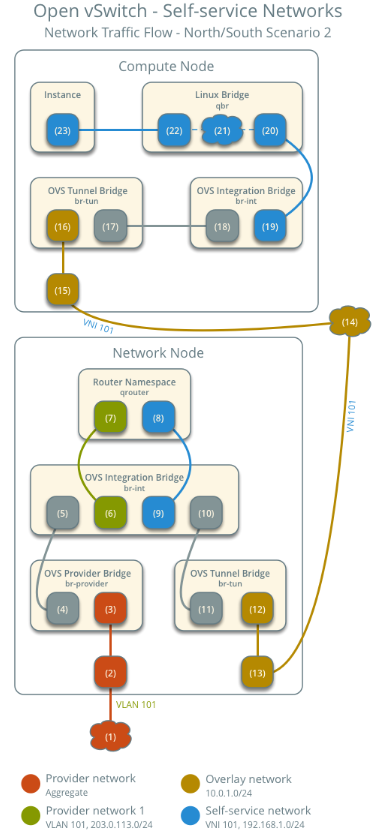 Open vSwitch - Self-service Networks
Network Traffic Flow - North/South Scenario 2
Compute Node
Instance
Linux Bridge
qbr
(23)
(22)
(21)
(20)
OVS Tunnel Bridge
br-tun
OVS Integration Bridge
br-int
(16)
(17)
(18)
(19)
(15)
VNI 101
(14)
Network Node
Router Namespace
qrouter
(7)
(8)
VNI 101
OVS Integration Bridge
br-int
(5)
(6)
(9)
(10)
OVS Provider Bridge
br-provider
OVS Tunnel Bridge
br-tun
(4)
(3)
(11)
(12)
(2)
(13)
VLAN 101
(1)
Provider network
Aggregate
Overlay network
10.0.1.0/24
Provider network 1
VLAN 101, 203.0.113.0/24
Self-service network
VNI 101, 192.168.1.0/24